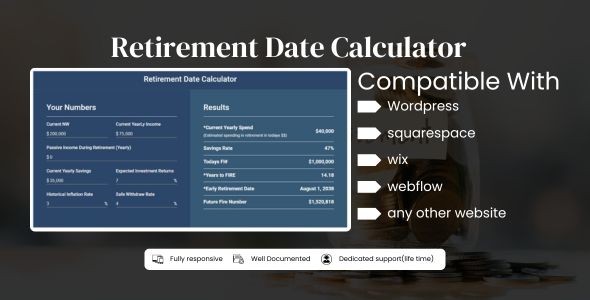 Retirement Date Calculator
Retirement Date Calculator
Your Numbers
Current NW
Current Yearly Income
$ 200,000
$ 75,000
Passive Income During Retirement (Yearly)
$ 0
Current Yearly Savings
Expected Investment Returns
$ 35,000
7 %
Historical Inflation Rate
Safe Withdraw Rate
3 %
4 %
Results
*Current Yearly Spend
(Estimated spending in retirement in todays $$)
$40,000
Savings Rate
47%
Todays FI#
$1,000,000
*Years to FIRE
14.18
*Early Retirement Date
August 1, 2038
Future Fire Number
$1,520,818
Compatible With
Wordpress
squarespace
wix
webflow
any other website
Fully responsive
Well Documented
Dedicated support(life time)